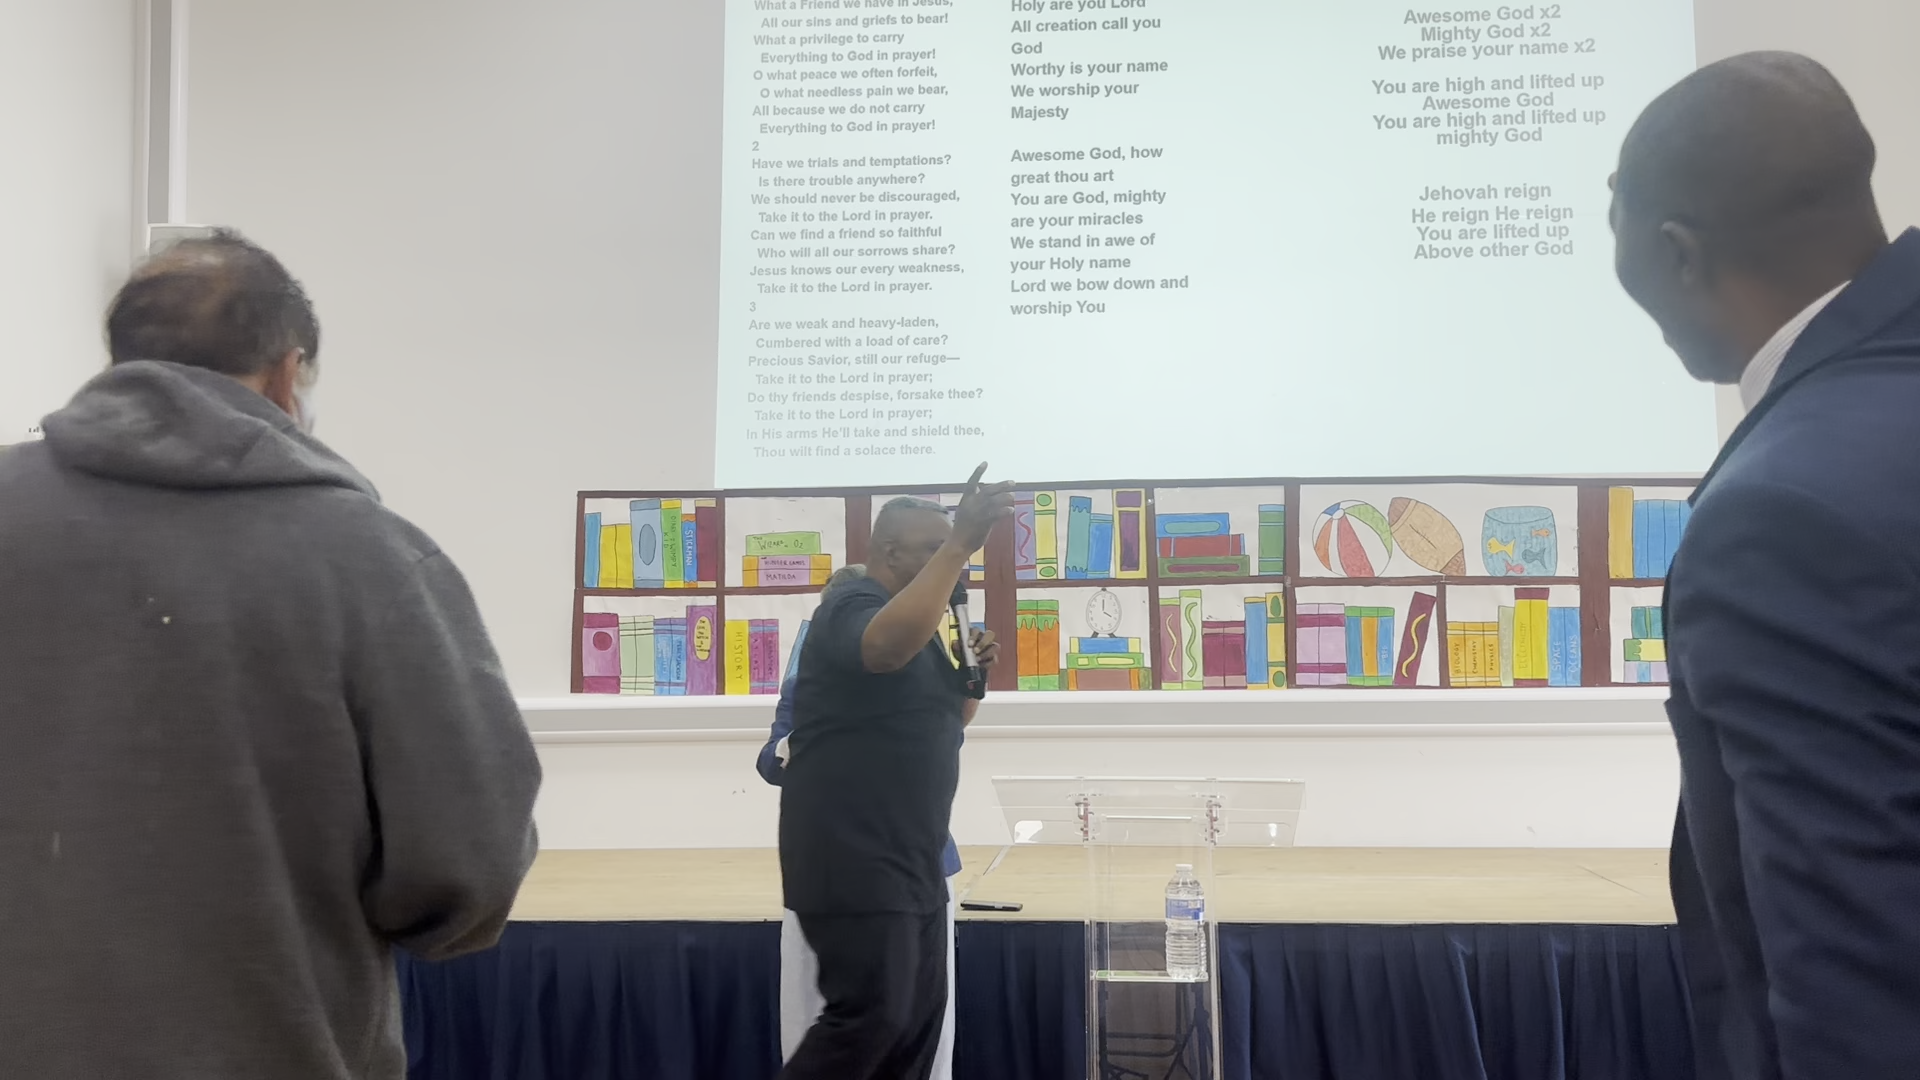 What a Friend we have in Jesus,
All our sins and griefs to bear!
What a privilege to carry
Everything to God in prayer!
O what peace we often forfeit,
O what needless pain we bear,
All because we do not carry
Everything to God in prayer!
2
Have we trials and temptations?
Is there trouble anywhere?
We should never be discouraged,
Take it to the Lord in prayer.
Can we find a friend so faithful
Who will all our sorrows share?
Jesus knows our every weakness,
Take it to the Lord in prayer.
3
Are we weak and heavy-laden,
Cumbered with a load of care?
Precious Savior, still our refuge—
Take it to the Lord in prayer;
Do thy friends despise, forsake thee?
Take it to the Lord in prayer;
In His arms He'll take and shield thee,
Thou wilt find a solace there.
Holy are you Lord
All creation call you
God
Worthy is your name
We worship your
Majesty
Awesome God, how
great thou art
You are God, mighty
are your miracles
We stand in awe of
your Holy name
Lord we bow down and
worship You
Awesome God x2
Mighty God x2
We praise your name x2
You are high and lifted up
Awesome God
You are high and lifted up
mighty God
Jehovah reign
He reign He reign
You are lifted up
Above other God
STICKMAN
MATILDA
HISTORY
BIOLOGY
SPACE
OCEANS